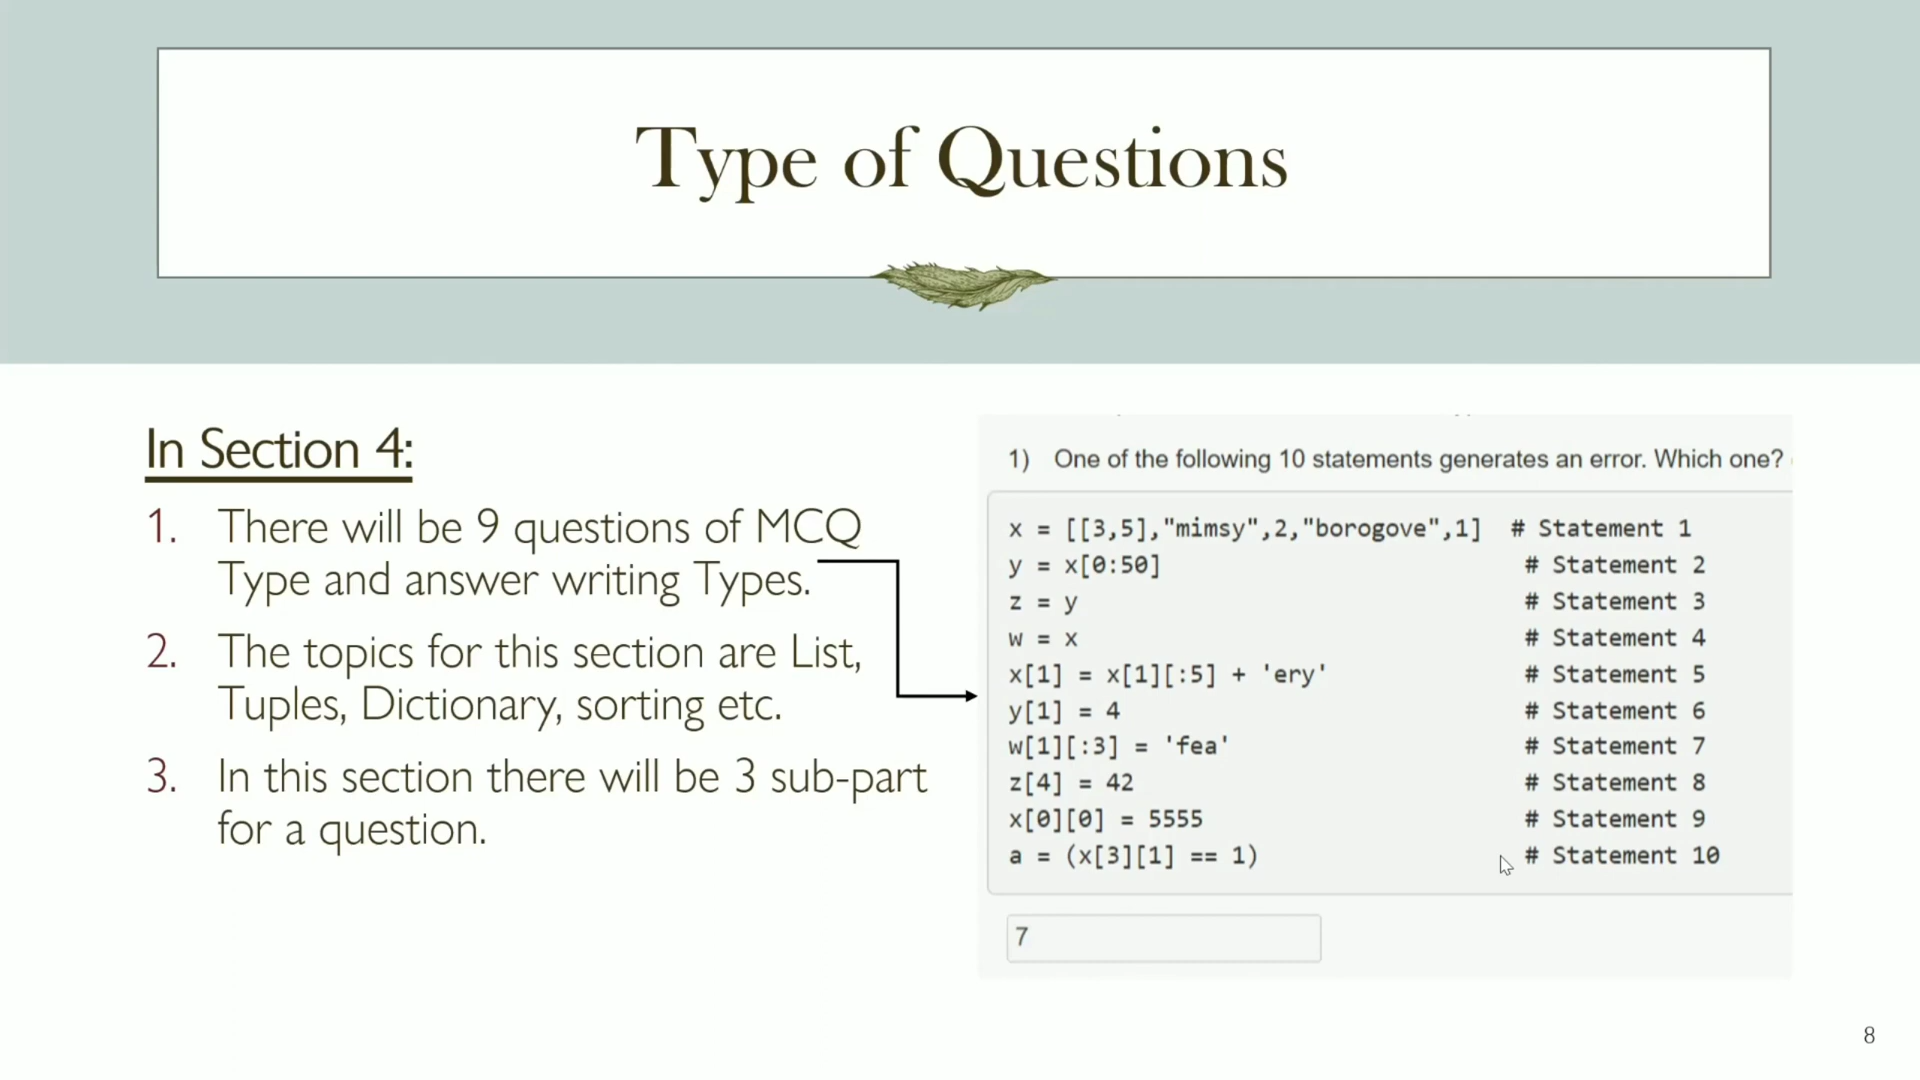 Type of Questions
In Section 4:
1. There will be 9 questions of MCQ
Type and answer writing Types.
2. The topics for this section are List,
Tuples, Dictionary, sorting etc.
3. In this section there will be 3 sub-part
for a question.
1) One of the following 10 statements generates an error. Which one?
x = [[3,5],"mimsy",2,"borogove",1] # Statement 1
y = x[0:50] # Statement 2
z = y # Statement 3
w = x # Statement 4
x[1] = x[1][:5] + 'ery' # Statement 5
y[1] = 4 # Statement 6
w[1][:3] = 'fea' # Statement 7
z[4] = 42 # Statement 8
x[0][0] = 5555 # Statement 9
a = (x[3][1] == 1) # Statement 10
7
8